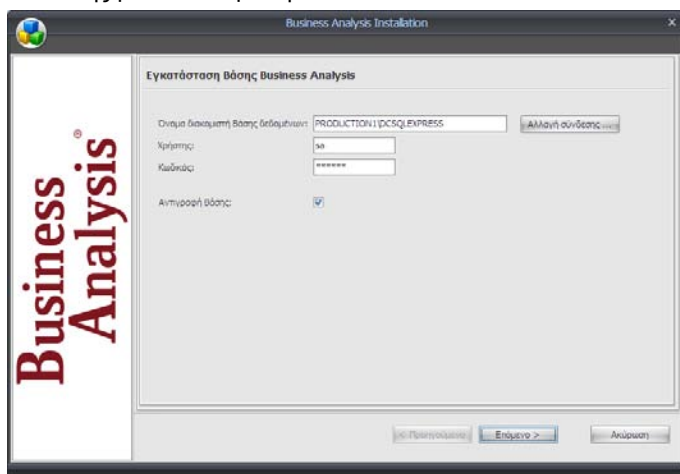 Business Analysis Installation
Business Analysis®
Εγκατάσταση Βάσης Business Analysis
Όνομα διακομιστή Βάσης δεδομένων: PRODUCTION1\DCSQLEXPRESS Αλλαγή σύνδεσης ......
Χρήστης: sa
Κωδικός: ******
Αντιγραφή Βάσης:
< Προηγούμενο Επόμενο > Ακύρωση